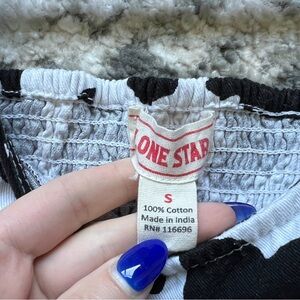 ONE STAR
S
100% Cotton
Made in India
RN# 116696